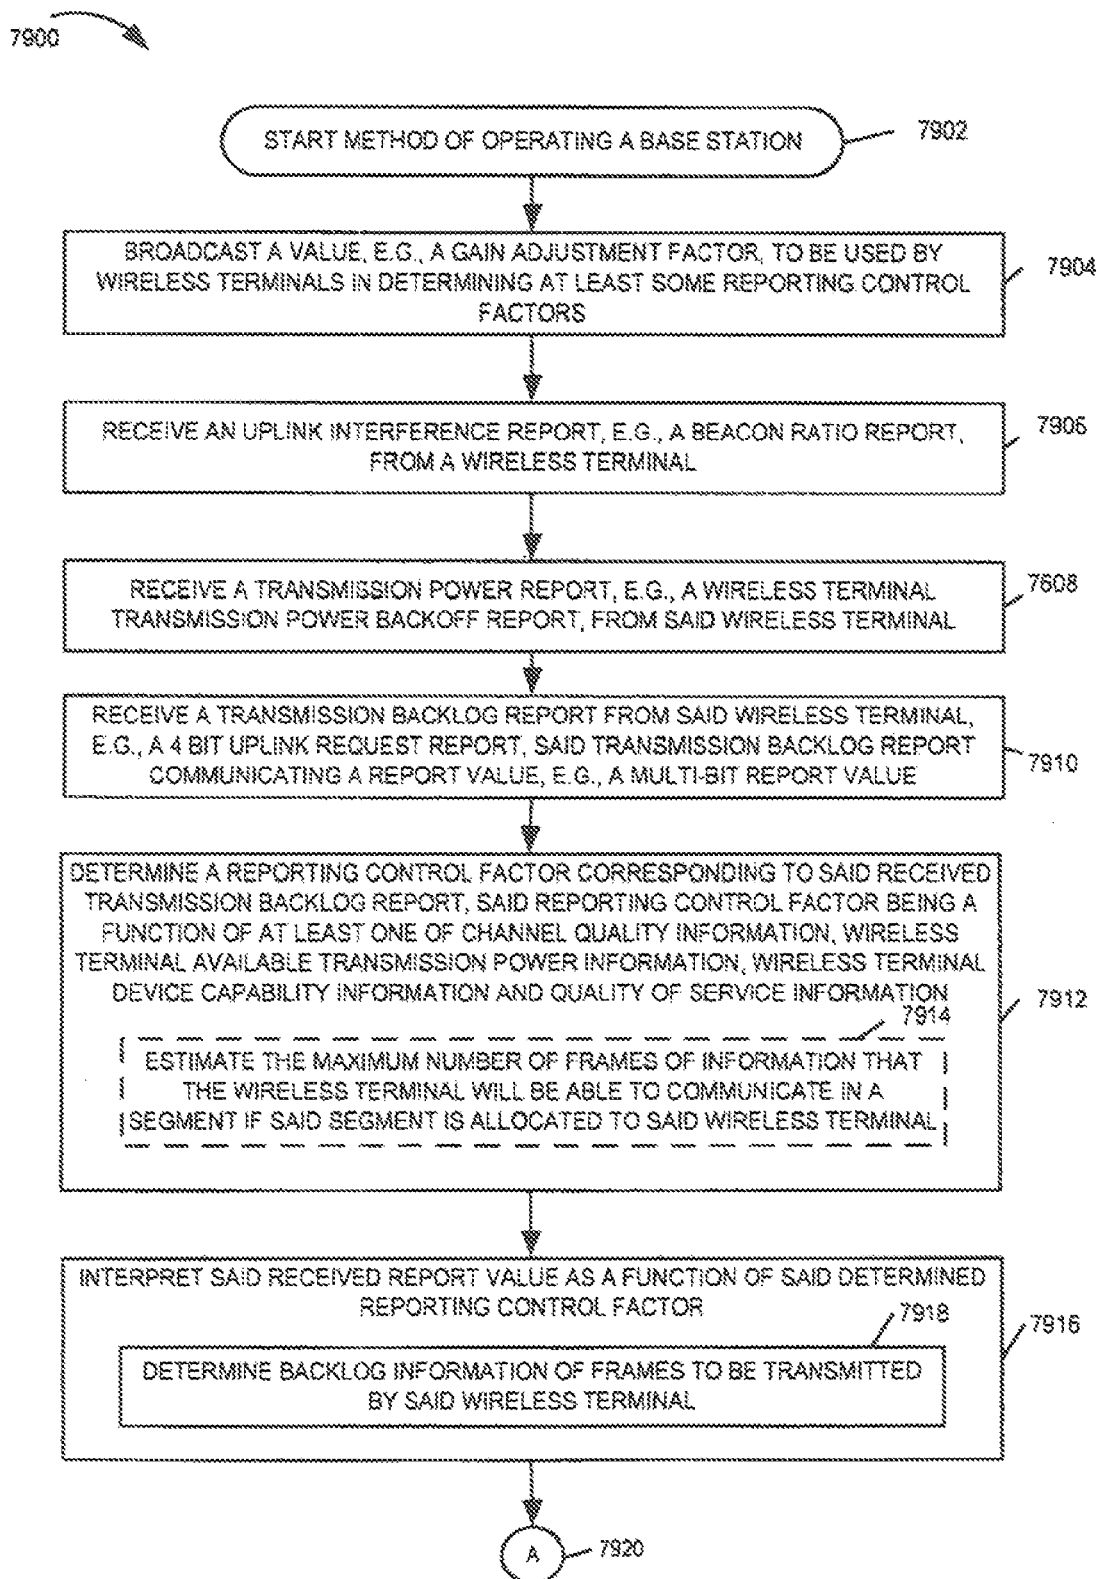 7900
START METHOD OF OPERATING A BASE STATION
7902
BROADCAST A VALUE, E.G., A GAIN ADJUSTMENT FACTOR, TO BE USED BY
WIRELESS TERMINALS IN DETERMINING AT LEAST SOME REPORTING CONTROL
FACTORS
7904
RECEIVE AN UPLINK INTERFERENCE REPORT, E.G., A BEACON RATIO REPORT,
FROM A WIRELESS TERMINAL
7906
RECEIVE A TRANSMISSION POWER REPORT, E.G., A WIRELESS TERMINAL
TRANSMISSION POWER BACKOFF REPORT, FROM SAID WIRELESS TERMINAL
7608
RECEIVE A TRANSMISSION BACKLOG REPORT FROM SAID WIRELESS TERMINAL,
E.G., A 4 BIT UPLINK REQUEST REPORT, SAID TRANSMISSION BACKLOG REPORT
COMMUNICATING A REPORT VALUE, E.G., A MULTI-BIT REPORT VALUE
7910
DETERMINE A REPORTING CONTROL FACTOR CORRESPONDING TO SAID RECEIVED
TRANSMISSION BACKLOG REPORT, SAID REPORTING CONTROL FACTOR BEING A
FUNCTION OF AT LEAST ONE OF CHANNEL QUALITY INFORMATION, WIRELESS
TERMINAL AVAILABLE TRANSMISSION POWER INFORMATION, WIRELESS TERMINAL
DEVICE CAPABILITY INFORMATION AND QUALITY OF SERVICE INFORMATION
7912
7914
ESTIMATE THE MAXIMUM NUMBER OF FRAMES OF INFORMATION THAT
THE WIRELESS TERMINAL WILL BE ABLE TO COMMUNICATE IN A
SEGMENT IF SAID SEGMENT IS ALLOCATED TO SAID WIRELESS TERMINAL
INTERPRET SAID RECEIVED REPORT VALUE AS A FUNCTION OF SAID DETERMINED
REPORTING CONTROL FACTOR
7918
7916
DETERMINE BACKLOG INFORMATION OF FRAMES TO BE TRANSMITTED
BY SAID WIRELESS TERMINAL
A
7920